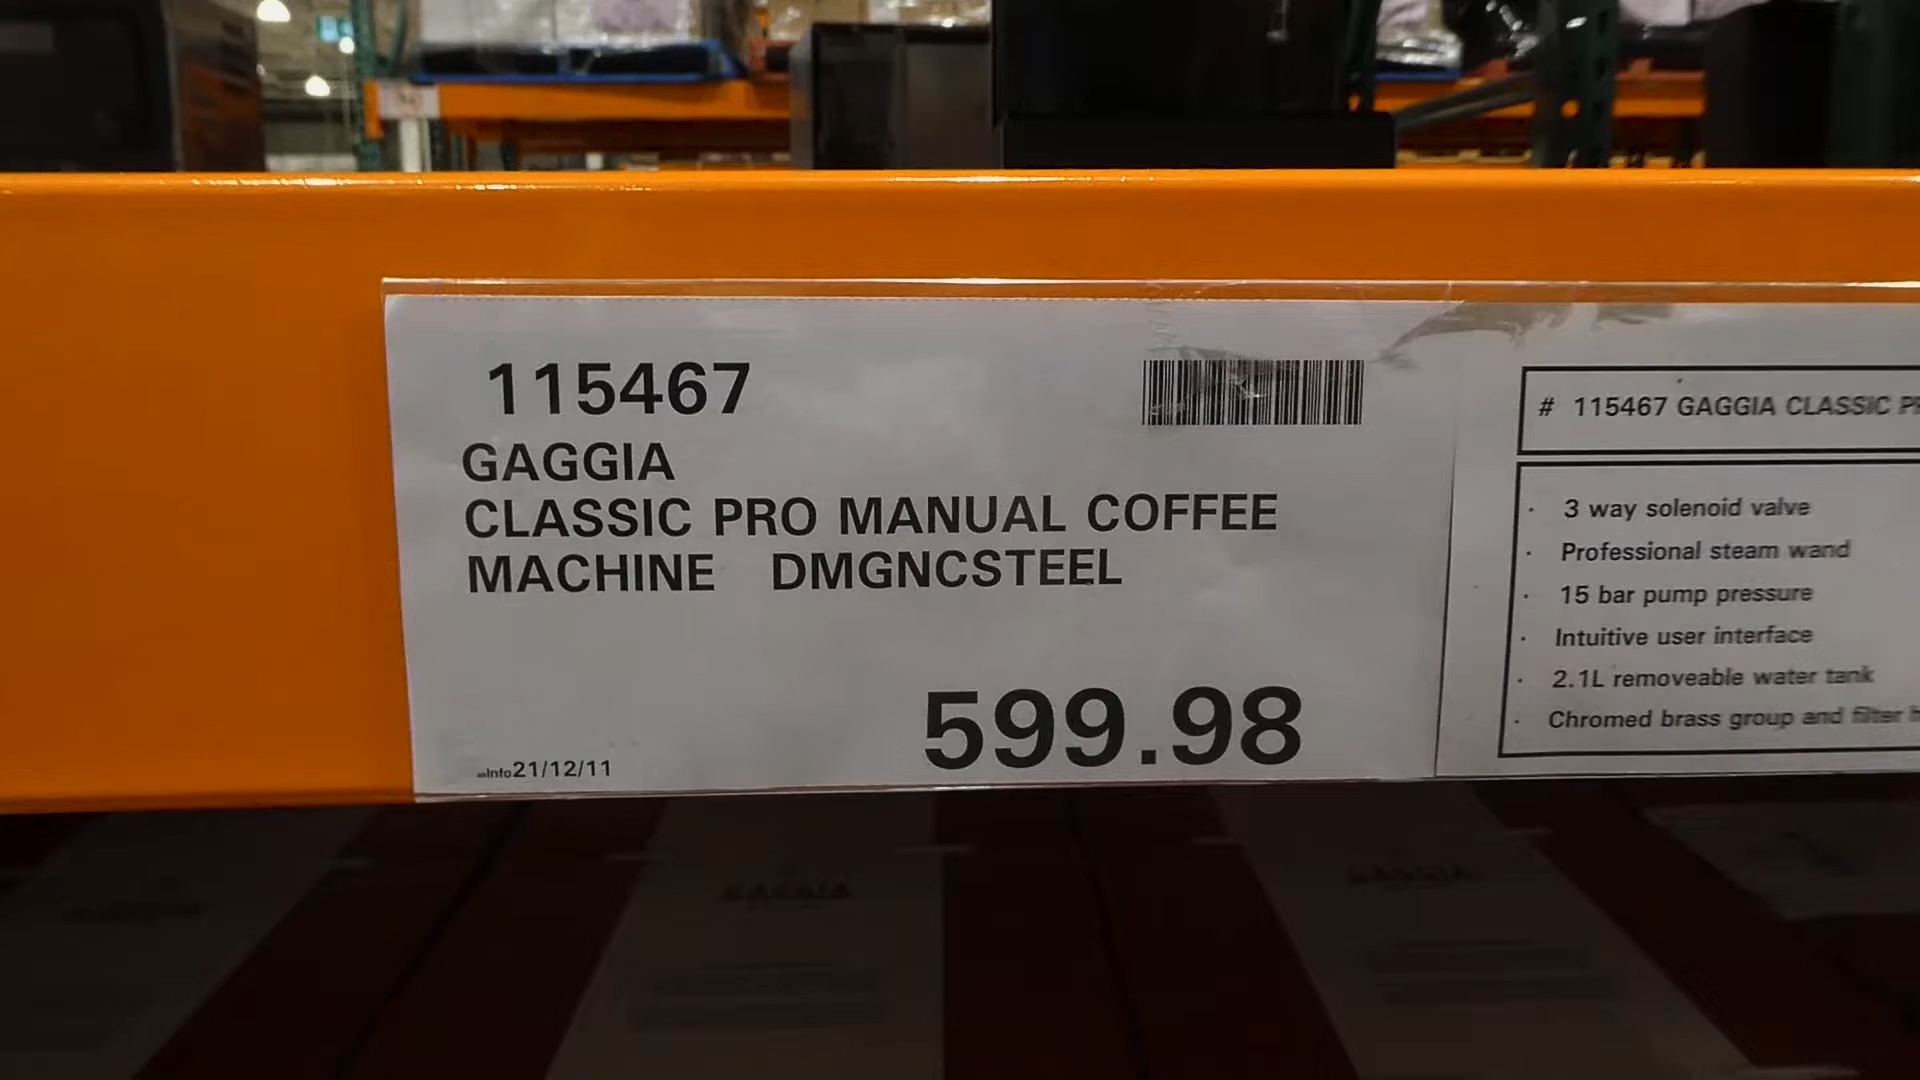 115467
GAGGIA
CLASSIC PRO MANUAL COFFEE
MACHINE DMGNCSTEEL
599.98
21/12/11
# 115467 GAGGIA CLASSIC
· 3 way solenoid valve
· Professional steam wand
· 15 bar pump pressure
· Intuitive user interface
· 2.1L removeable water tank
· Chromed brass group and filter
GAGGIA
GAGGIA